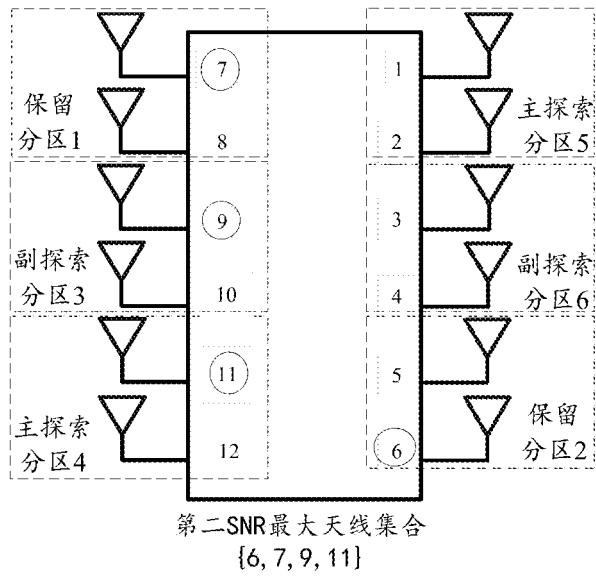 保留
分区1
7
8
1
2
主探索
分区5
副探索
分区3
9
10
3
4
副探索
分区6
主探索
分区4
11
12
5
6
保留
分区2
第二SNR最大天线集合
{6,7,9,11}